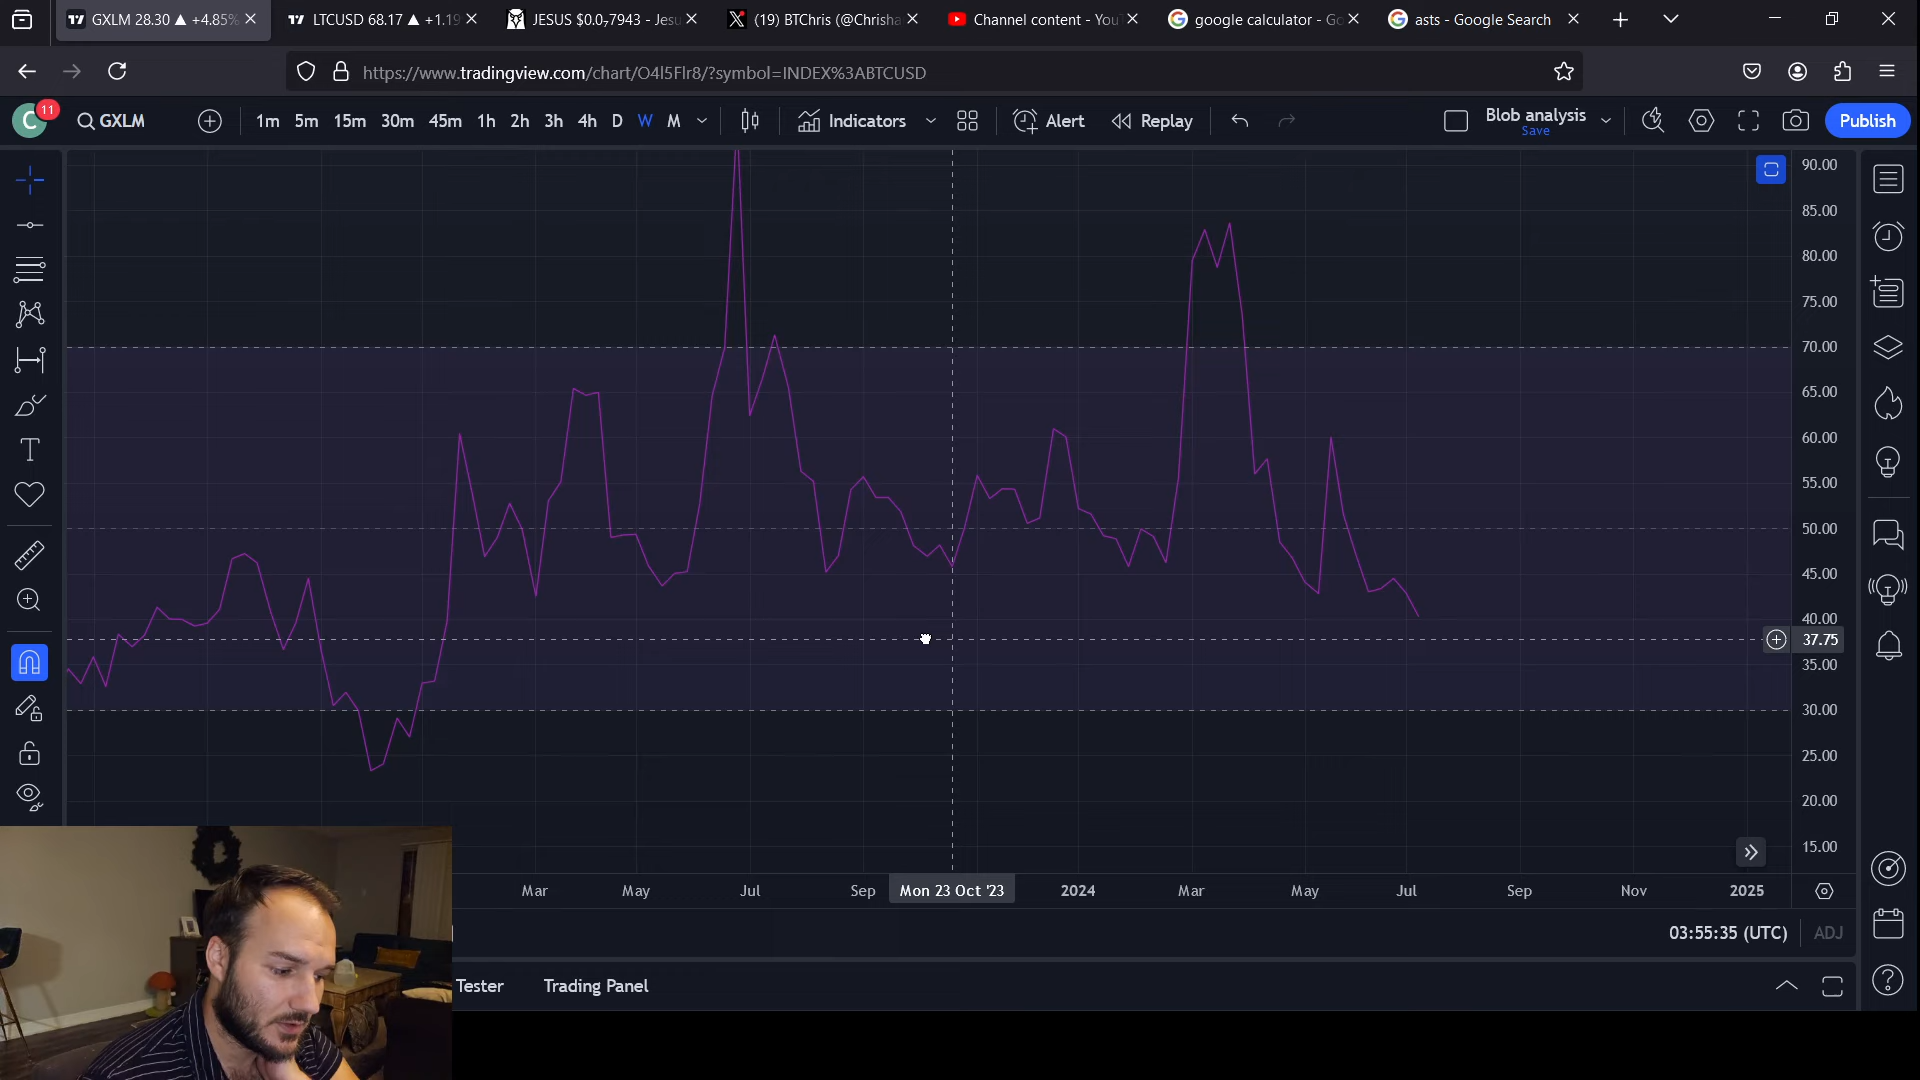 GXLM 28.30 ▲ +4.85%
LTCUSD 68.17 ▲ +1.19
JESUS $0.0₇7943 - Jesu
(19) BTChris (@Chrisha
Channel content - YouT
google calculator - Go
asts - Google Search
https://www.tradingview.com/chart/O4l5Flr8/?symbol=INDEX%3ABTCUSD
C
11
GXLM
1m 5m 15m 30m 45m 1h 2h 3h 4h D W M
Indicators
Alert
Replay
Blob analysis
Save
Publish
90.00
85.00
80.00
75.00
70.00
65.00
60.00
55.00
50.00
45.00
40.00
37.75
35.00
30.00
25.00
20.00
15.00
Mar May Jul Sep Mon 23 Oct '23 2024 Mar May Jul Sep Nov 2025
03:55:35 (UTC) ADJ
Tester Trading Panel